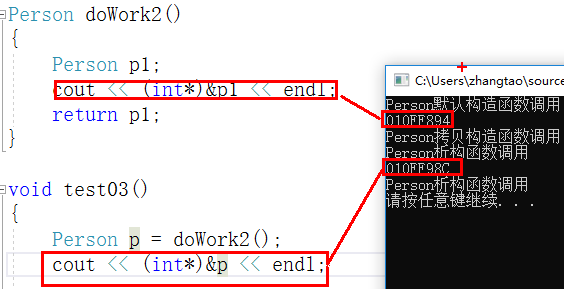 Person doWork2()
{
Person p1;
cout << (int*)&p1 << endl;
return p1;
}
void test03()
{
Person p = doWork2();
cout << (int*)&p << endl;
C:\Users\zhangtao\source
Person默认构造函数调用
010FF894
Person拷贝构造函数调用
Person析构函数调用
010FF98C
Person析构函数调用
请按任意键继续. . .